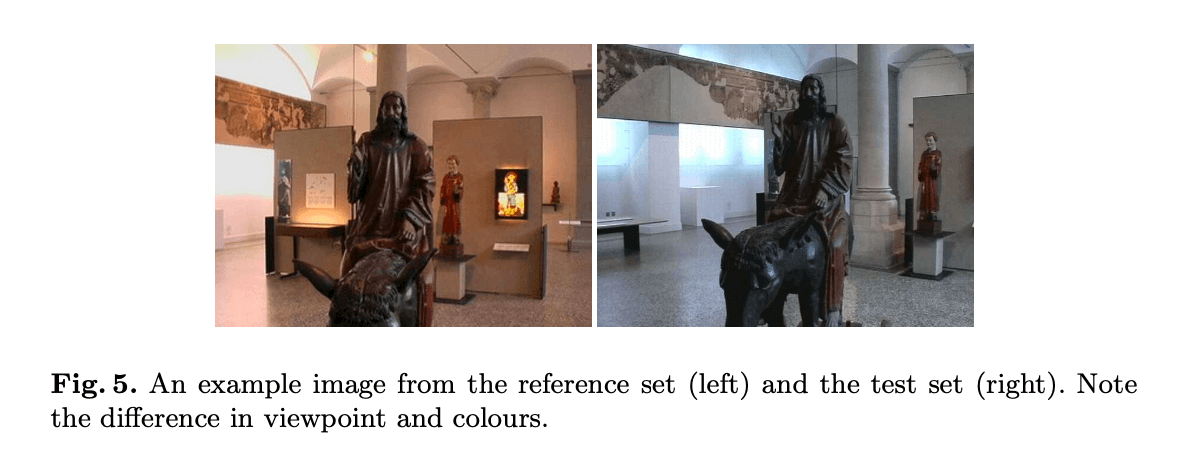 Fig. 5. An example image from the reference set (left) and the test set (right). Note
the difference in viewpoint and colours.